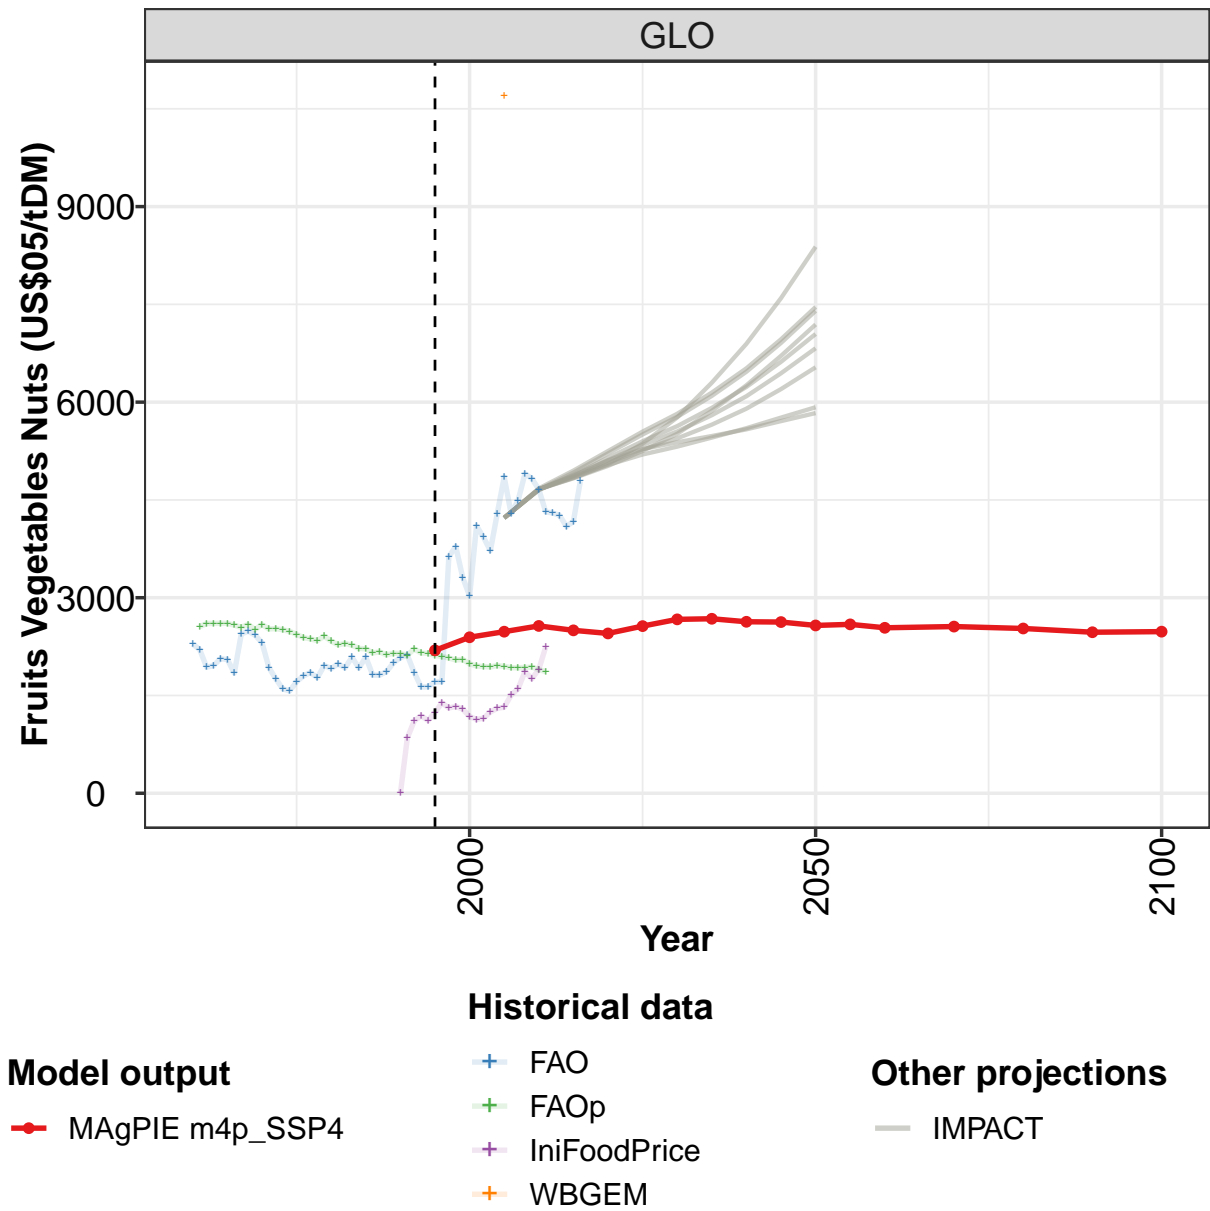 GLO
Fruits Vegetables Nuts (US$05/tDM)
9000
6000
3000
0
2000
2050
2100
Year
Historical data
FAO
FAOp
IniFoodPrice
WBGEM
Model output
MAgPIE m4p_SSP4
Other projections
IMPACT